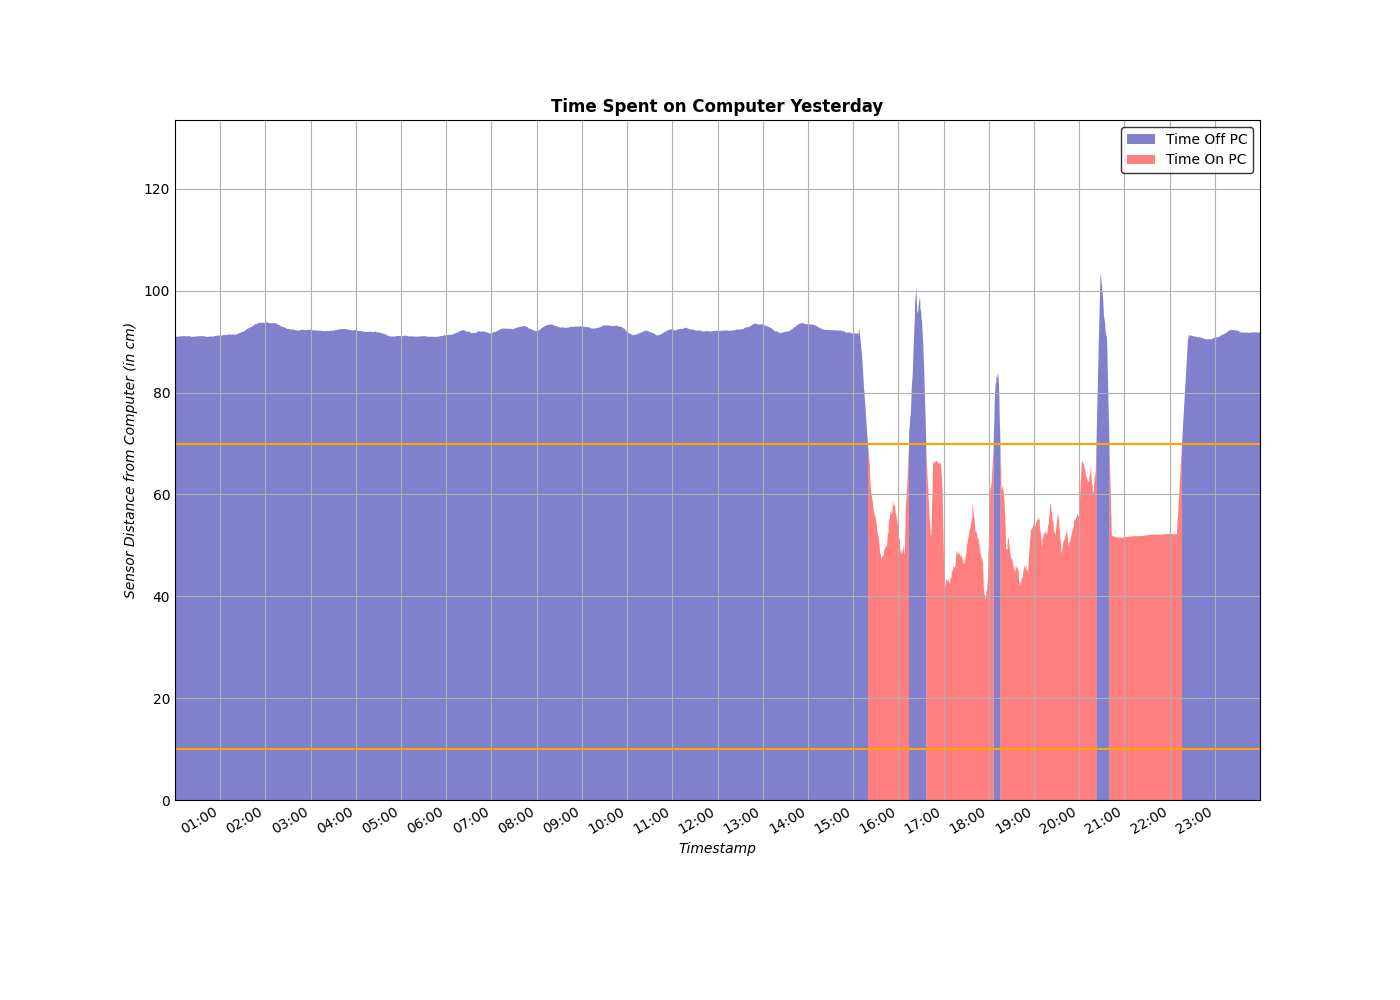 Time Spent on Computer Yesterday
Time Off PC
Time On PC
120
100
80
60
40
20
0
Sensor Distance from Computer (in cm)
01:00 02:00 03:00 04:00 05:00 06:00 07:00 08:00 09:00 10:00 11:00 12:00 13:00 14:00 15:00 16:00 17:00 18:00 19:00 20:00 21:00 22:00 23:00
Timestamp